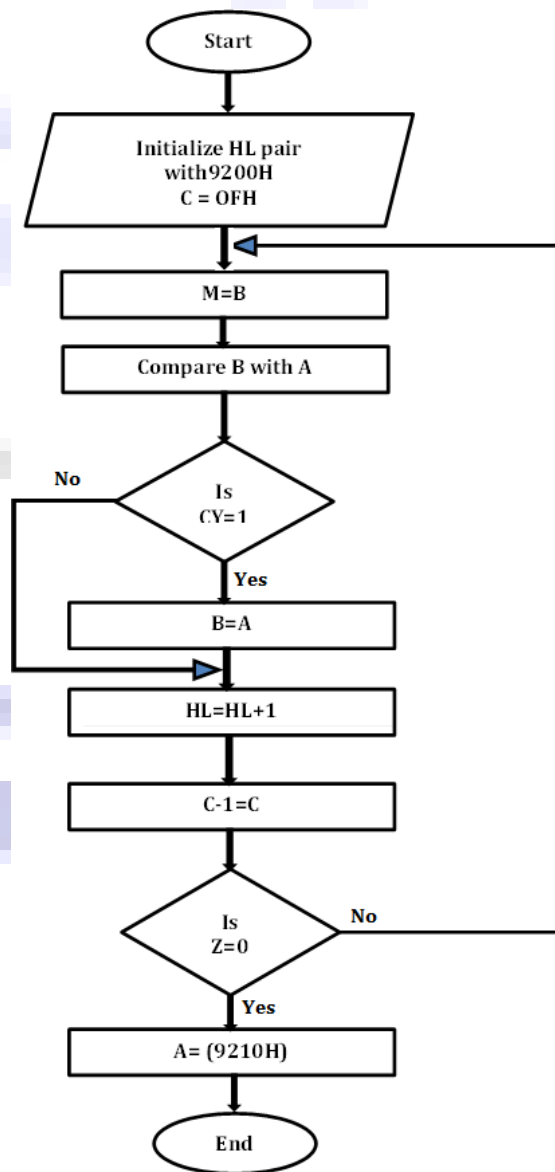 Start
Initialize HL pair
with9200H
C = OFH
M=B
Compare B with A
No
Is
CY=1
Yes
B=A
HL=HL+1
C-1=C
Is
Z=0
No
Yes
A= (9210H)
End